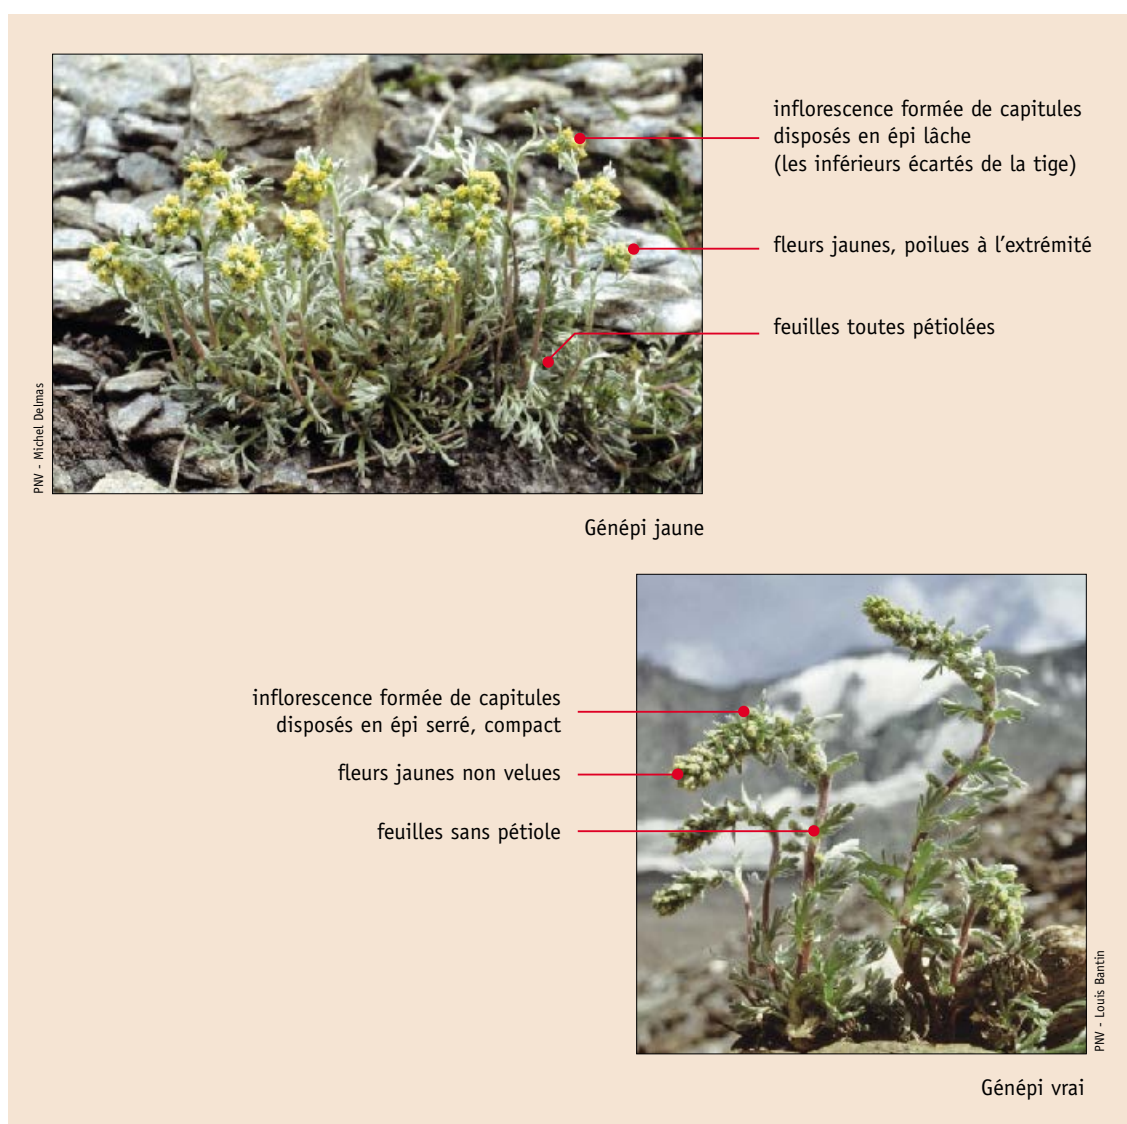 inflorescence formée de capitules
disposés en épi lâche
(les inférieurs écartés de la tige)
fleurs jaunes, poilues à l'extrémité
feuilles toutes pétiolées
PNV - Michel Delmas
Génépi jaune
inflorescence formée de capitules
disposés en épi serré, compact
fleurs jaunes non velues
feuilles sans pétiole
PNV - Louis Bantin
Génépi vrai